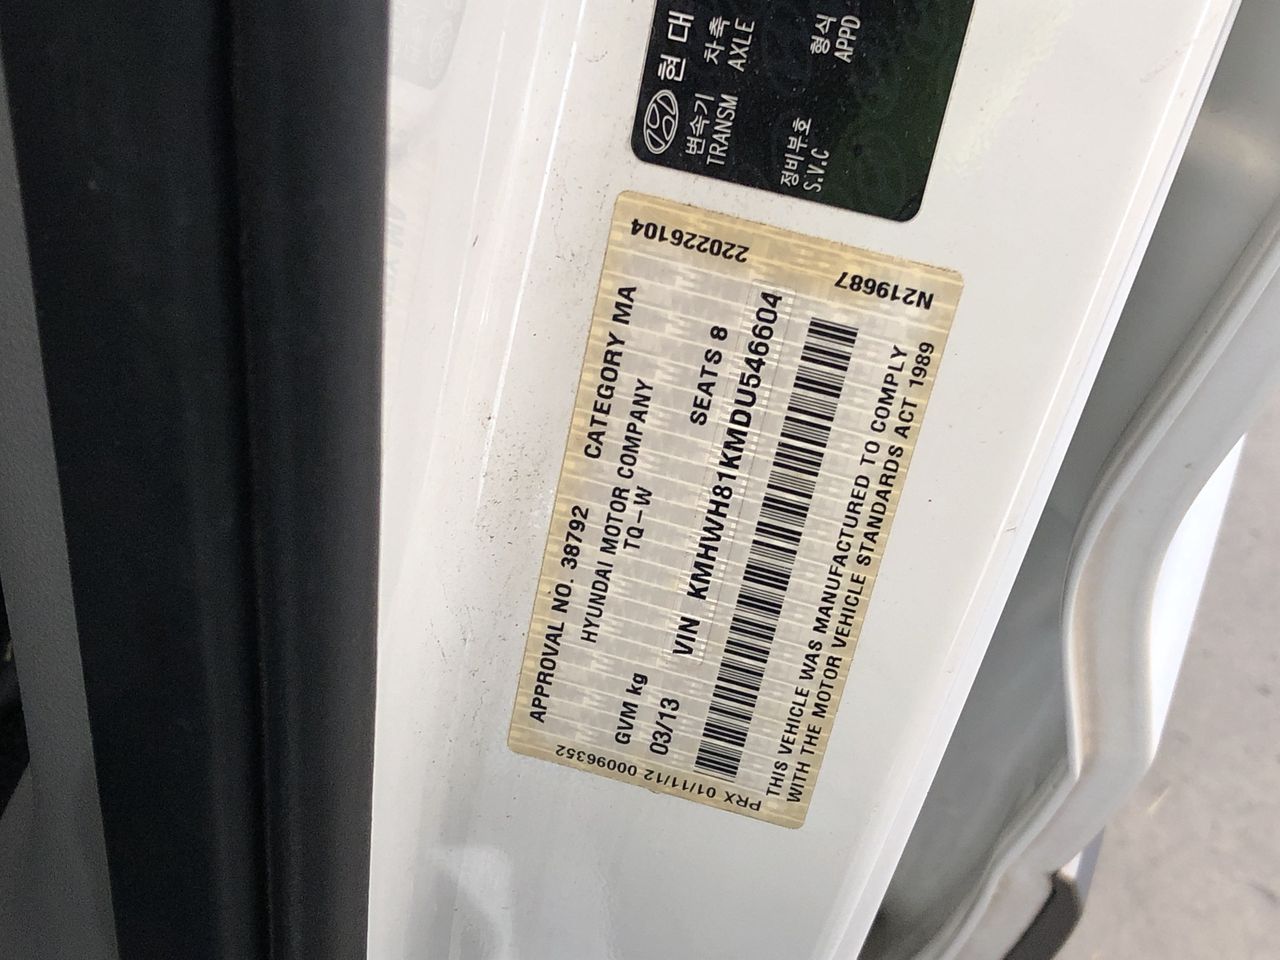 현대
변속기 차축 형식
TRANSM AXLE APPD
정비부호
S.V.C
220226104
N219687
APPROVAL NO. 38792 CATEGORY MA
HYUNDAI MOTOR COMPANY
TQ-W
GVM kg SEATS 8
03/13 VIN KMHWH81KMDU546604
THIS VEHICLE WAS MANUFACTURED TO COMPLY
WITH THE MOTOR VEHICLE STANDARDS ACT 1989
PRX 01/11/12 00096352